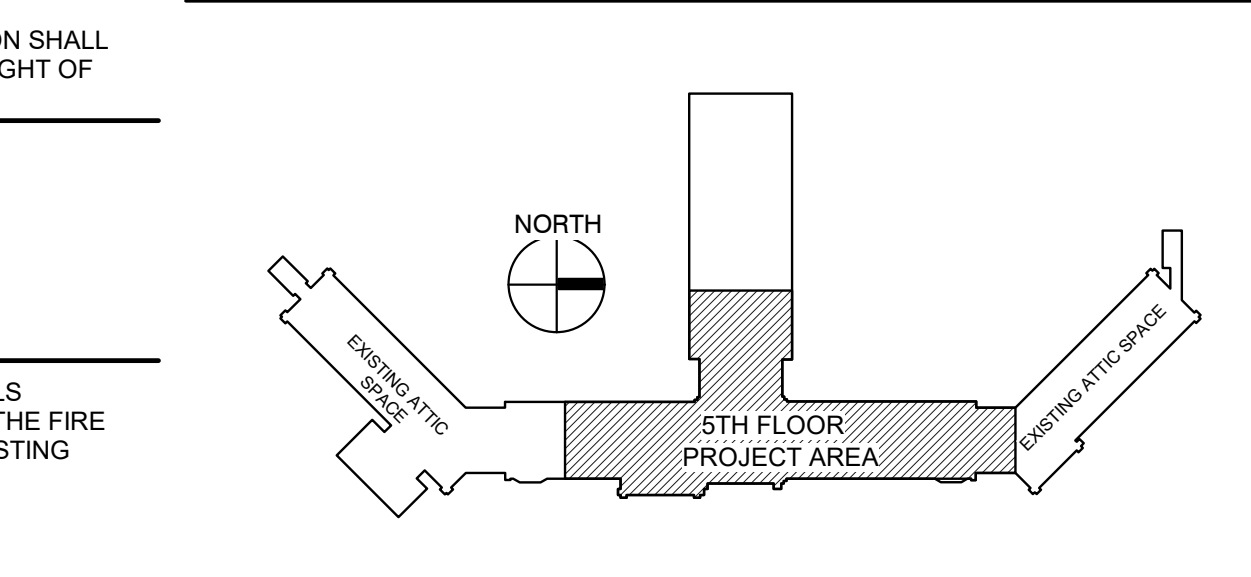 ON SHALL
GHT OF
LS
THE FIRE
STING
NORTH
EXISTING ATTIC
SPACE
5TH FLOOR
PROJECT AREA
EXISTING ATTIC SPACE